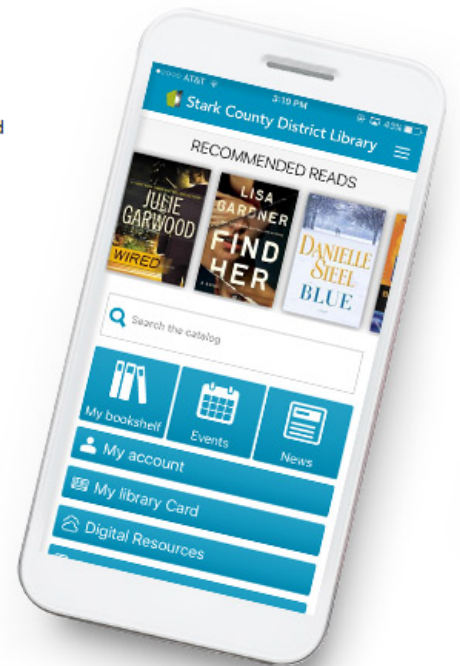 d
AT&T 3:19 PM 43%
Stark County District Library
RECOMMENDED READS
JULIE
GARWOOD
WIRED
LISA
GARDNER
FIND
HER
DANIELLE
STEEL
BLUE
Search the catalog
My bookshelf
Events
News
My account
My library Card
Digital Resources